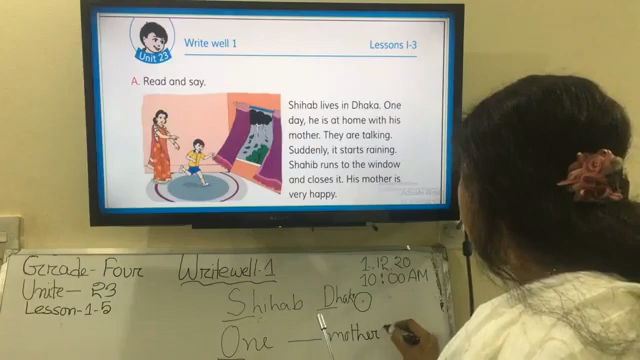 Unit 23
Write well 1
Lessons 1-3
A. Read and say.
Shihab lives in Dhaka. One
day, he is at home with his
mother. They are talking.
Suddenly, it starts raining.
Shahib runs to the window
and closes it. His mother is
very happy.
Grade-Four
Unite-23
Lesson-1-5
Writewell-1
1.12.20
10:00AM
Shihab Dhaka.
One — mother